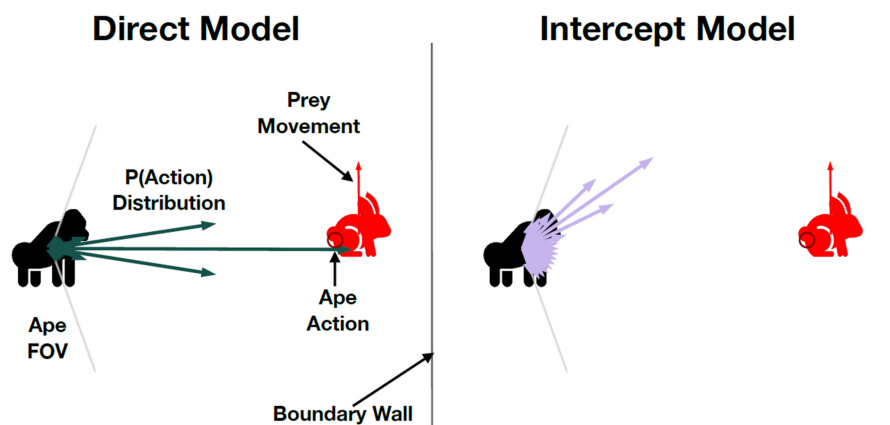 Direct Model
Intercept Model
Prey
Movement
P(Action)
Distribution
Ape
Action
Ape
FOV
Boundary Wall